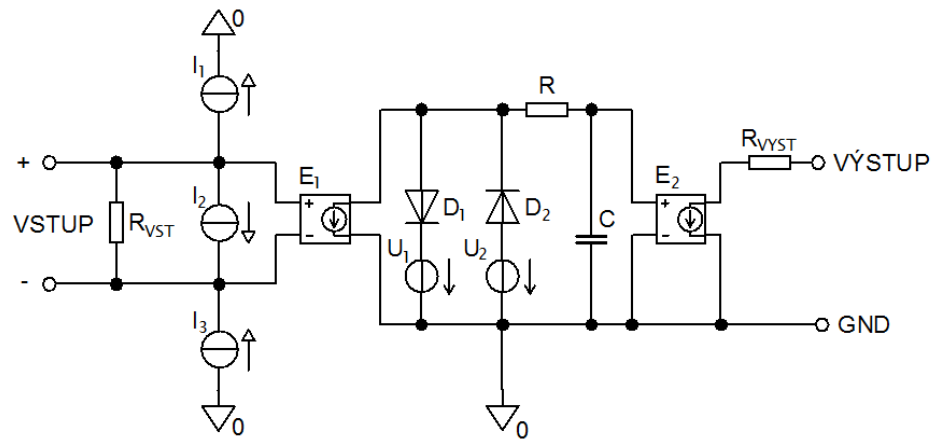 0
I1
R
+
E1
+
-
RVYST
VÝSTUP
E2
+
-
VSTUP
RVST
I2
D1
D2
U1
U2
C
-
I3
GND
0
0